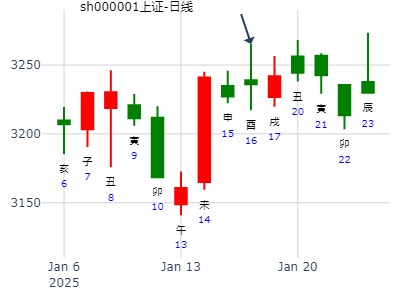 sh000001上证-日线
3250
3200
3150
亥
6
子
7
丑
8
寅
9
卯
10
午
13
未
14
申
15
酉
16
戌
17
丑
20
寅
21
卯
22
辰
23
Jan 6
2025
Jan 13
Jan 20